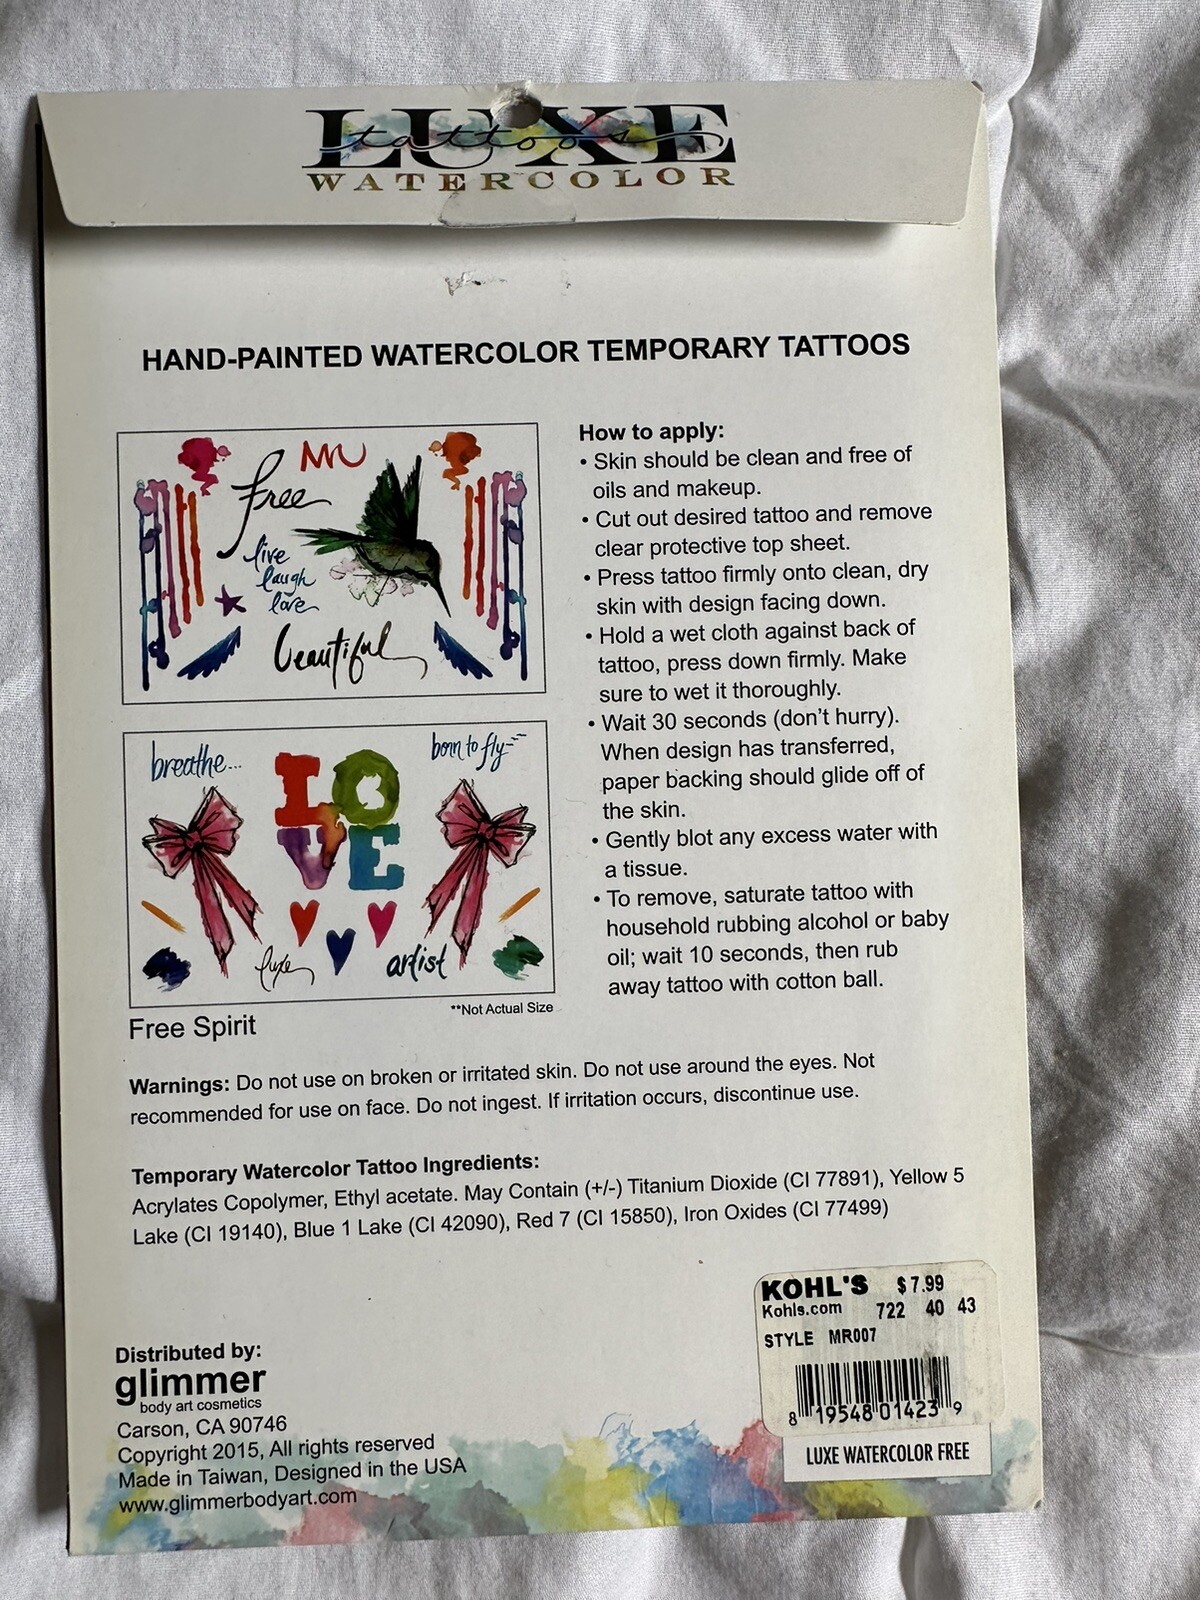 LUXE
tattoos
WATERCOLOR
HAND-PAINTED WATERCOLOR TEMPORARY TATTOOS
free
live
laugh
love
beautiful
breathe...
born to fly
LO
VE
luxe
artist
**Not Actual Size
Free Spirit
How to apply:
• Skin should be clean and free of
oils and makeup.
• Cut out desired tattoo and remove
clear protective top sheet.
• Press tattoo firmly onto clean, dry
skin with design facing down.
• Hold a wet cloth against back of
tattoo, press down firmly. Make
sure to wet it thoroughly.
• Wait 30 seconds (don't hurry).
When design has transferred,
paper backing should glide off of
the skin.
• Gently blot any excess water with
a tissue.
• To remove, saturate tattoo with
household rubbing alcohol or baby
oil; wait 10 seconds, then rub
away tattoo with cotton ball.
Warnings: Do not use on broken or irritated skin. Do not use around the eyes. Not
recommended for use on face. Do not ingest. If irritation occurs, discontinue use.
Temporary Watercolor Tattoo Ingredients:
Acrylates Copolymer, Ethyl acetate. May Contain (+/-) Titanium Dioxide (CI 77891), Yellow 5
Lake (CI 19140), Blue 1 Lake (CI 42090), Red 7 (CI 15850), Iron Oxides (CI 77499)
Distributed by:
glimmer
body art cosmetics
Carson, CA 90746
Copyright 2015, All rights reserved
Made in Taiwan, Designed in the USA
www.glimmerbodyart.com
KOHL'S $7.99
Kohls.com 722 40 43
STYLE MR007
8 19548 01423 9
LUXE WATERCOLOR FREE